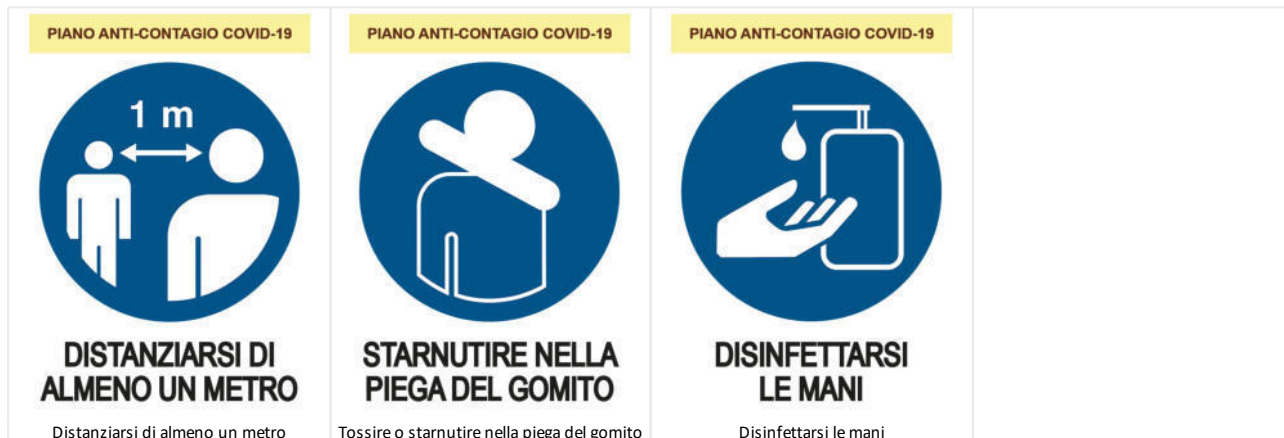 PIANO ANTI-CONTAGIO COVID-19
1 m
DISTANZIARSI DI
ALMENO UN METRO
Distanziarsi di almeno un metro
PIANO ANTI-CONTAGIO COVID-19
STARNUTIRE NELLA
PIEGA DEL GOMITO
Tossire o starnutire nella piega del gomito
PIANO ANTI-CONTAGIO COVID-19
DISINFETTARSI
LE MANI
Disinfettarsi le mani